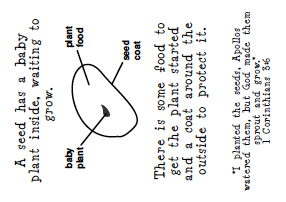 A seed has a baby
plant inside, waiting to
grow.
plant
food
seed
coat
baby
plant
There is some food to
get the plant started
and a coat around the
outside to protect it.
"I planted the seeds, Apollos
watered them, but God made them
sprout and grow."
1 Corinthians 3:6